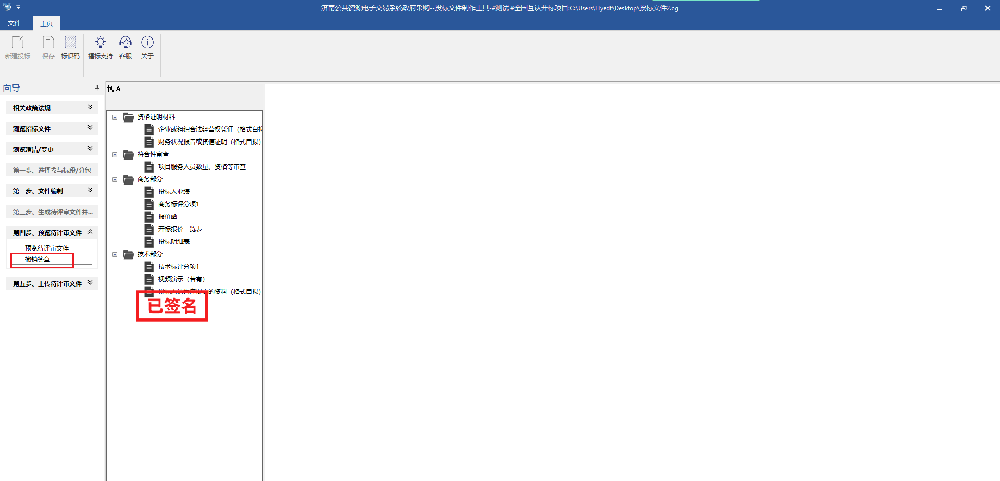 济南公共资源电子交易系统政府采购--投标文件制作工具-#测试 #全国互认开标项目:C:\Users\Flyedt\Desktop\投标文件2.cg
文件
主页
新建投标
保存
标识码
福标支持
客服
关于
向导
相关政策法规
浏览招标文件
浏览澄清/变更
第一步、选择参与标段/分包
第二步、文件编制
第三步、生成待评审文件并...
第四步、预览待评审文件
预览待评审文件
撤销签章
第五步、上传待评审文件
包 A
资格证明材料
企业或组织合法经营权凭证（格式自拟
财务状况报告或资信证明（格式自拟）
符合性审查
项目服务人员数量、资格等审查
商务部分
投标人业绩
商务标评分项1
报价函
开标报价一览表
投标明细表
技术部分
技术标评分项1
视频演示（若有）
投标人认为应提交的资料（格式自拟）
已签名